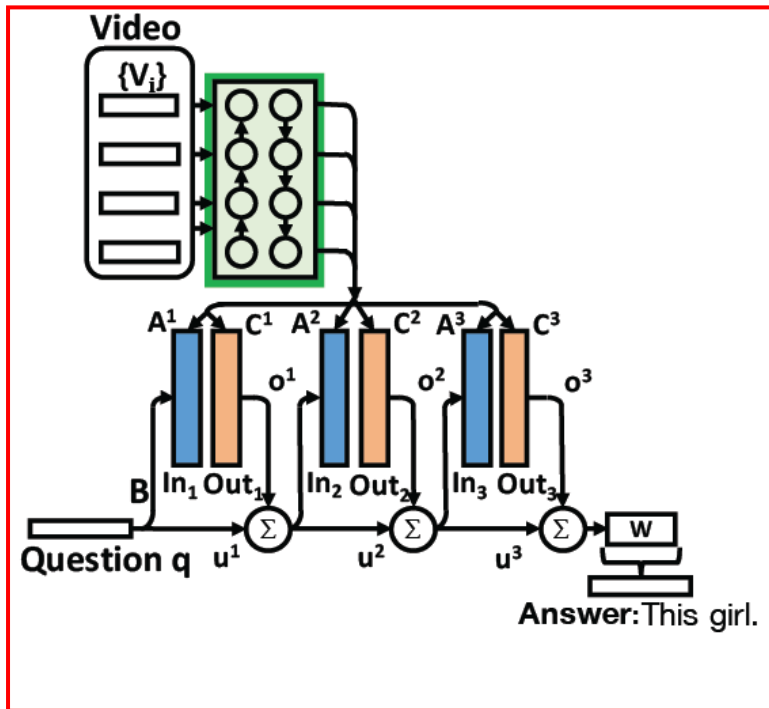 Video
{Vᵢ}
A¹ C¹ A² C² A³ C³
o¹ o² o³
B In₁ Out₁ In₂ Out₂ In₃ Out₃
Σ Σ Σ W
Question q u¹ u² u³
Answer: This girl.